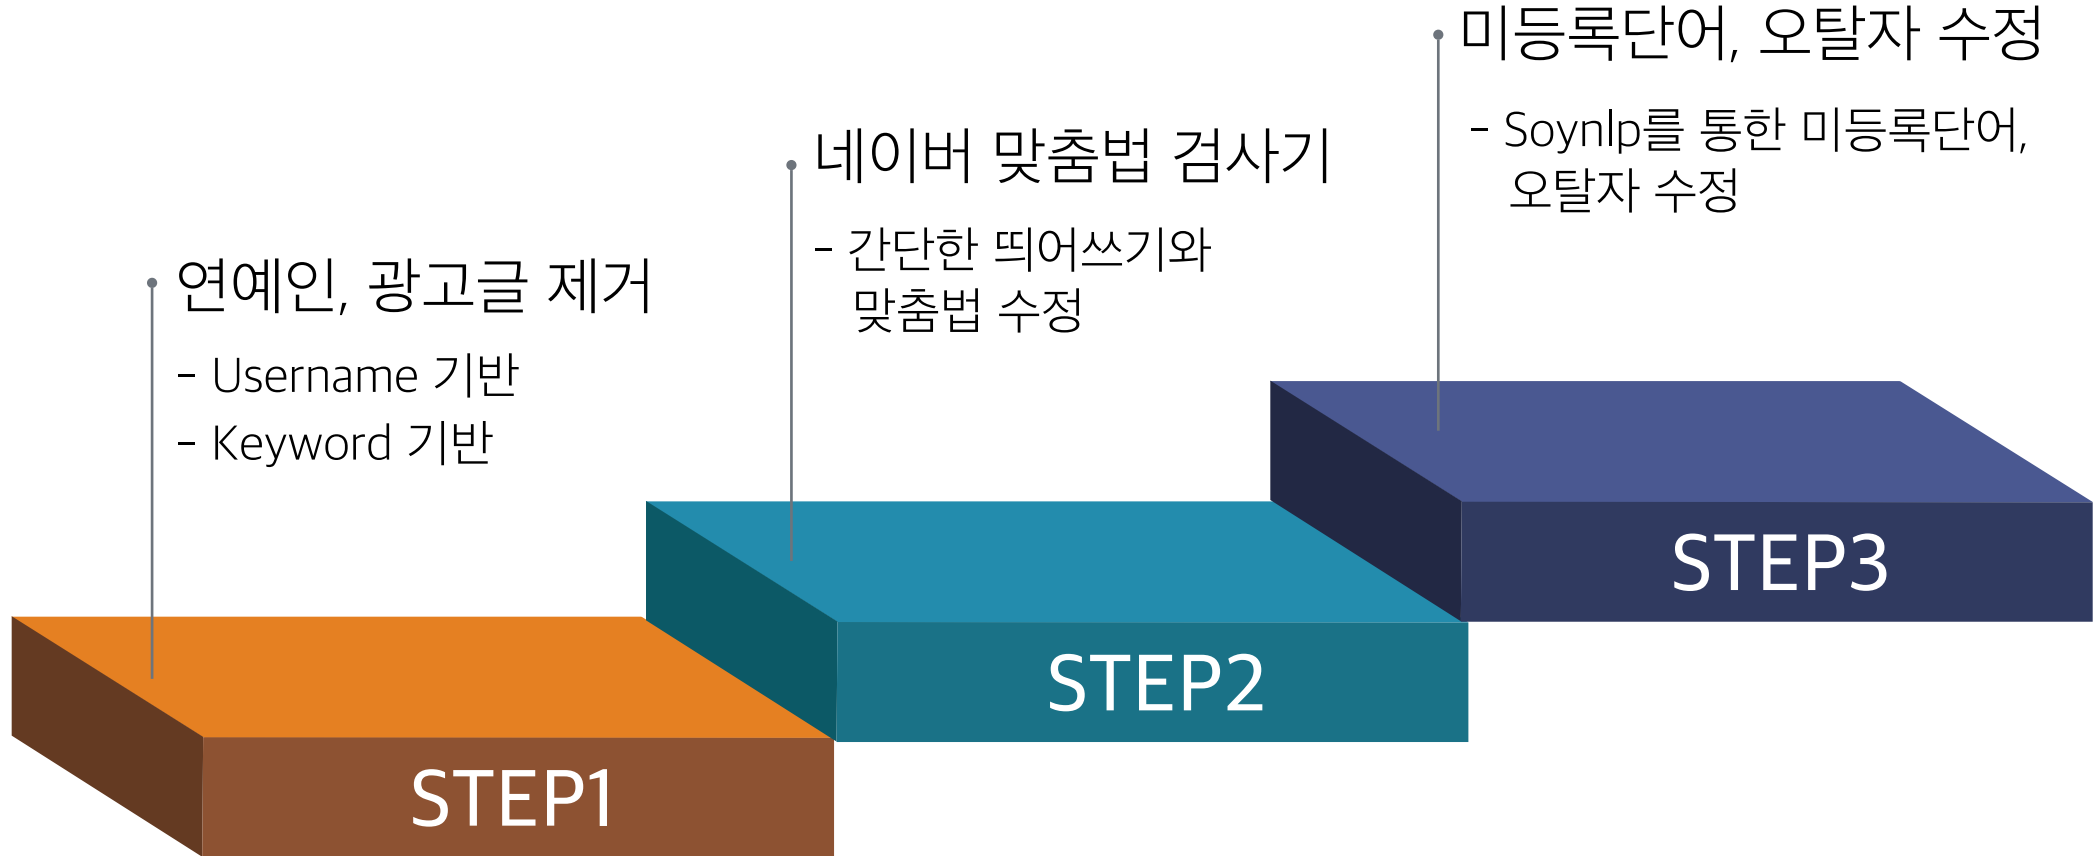 연예인, 광고글 제거
- Username 기반
- Keyword 기반
STEP1
네이버 맞춤법 검사기
- 간단한 띄어쓰기와
맞춤법 수정
STEP2
미등록단어, 오탈자 수정
- Soynlp를 통한 미등록단어,
오탈자 수정
STEP3